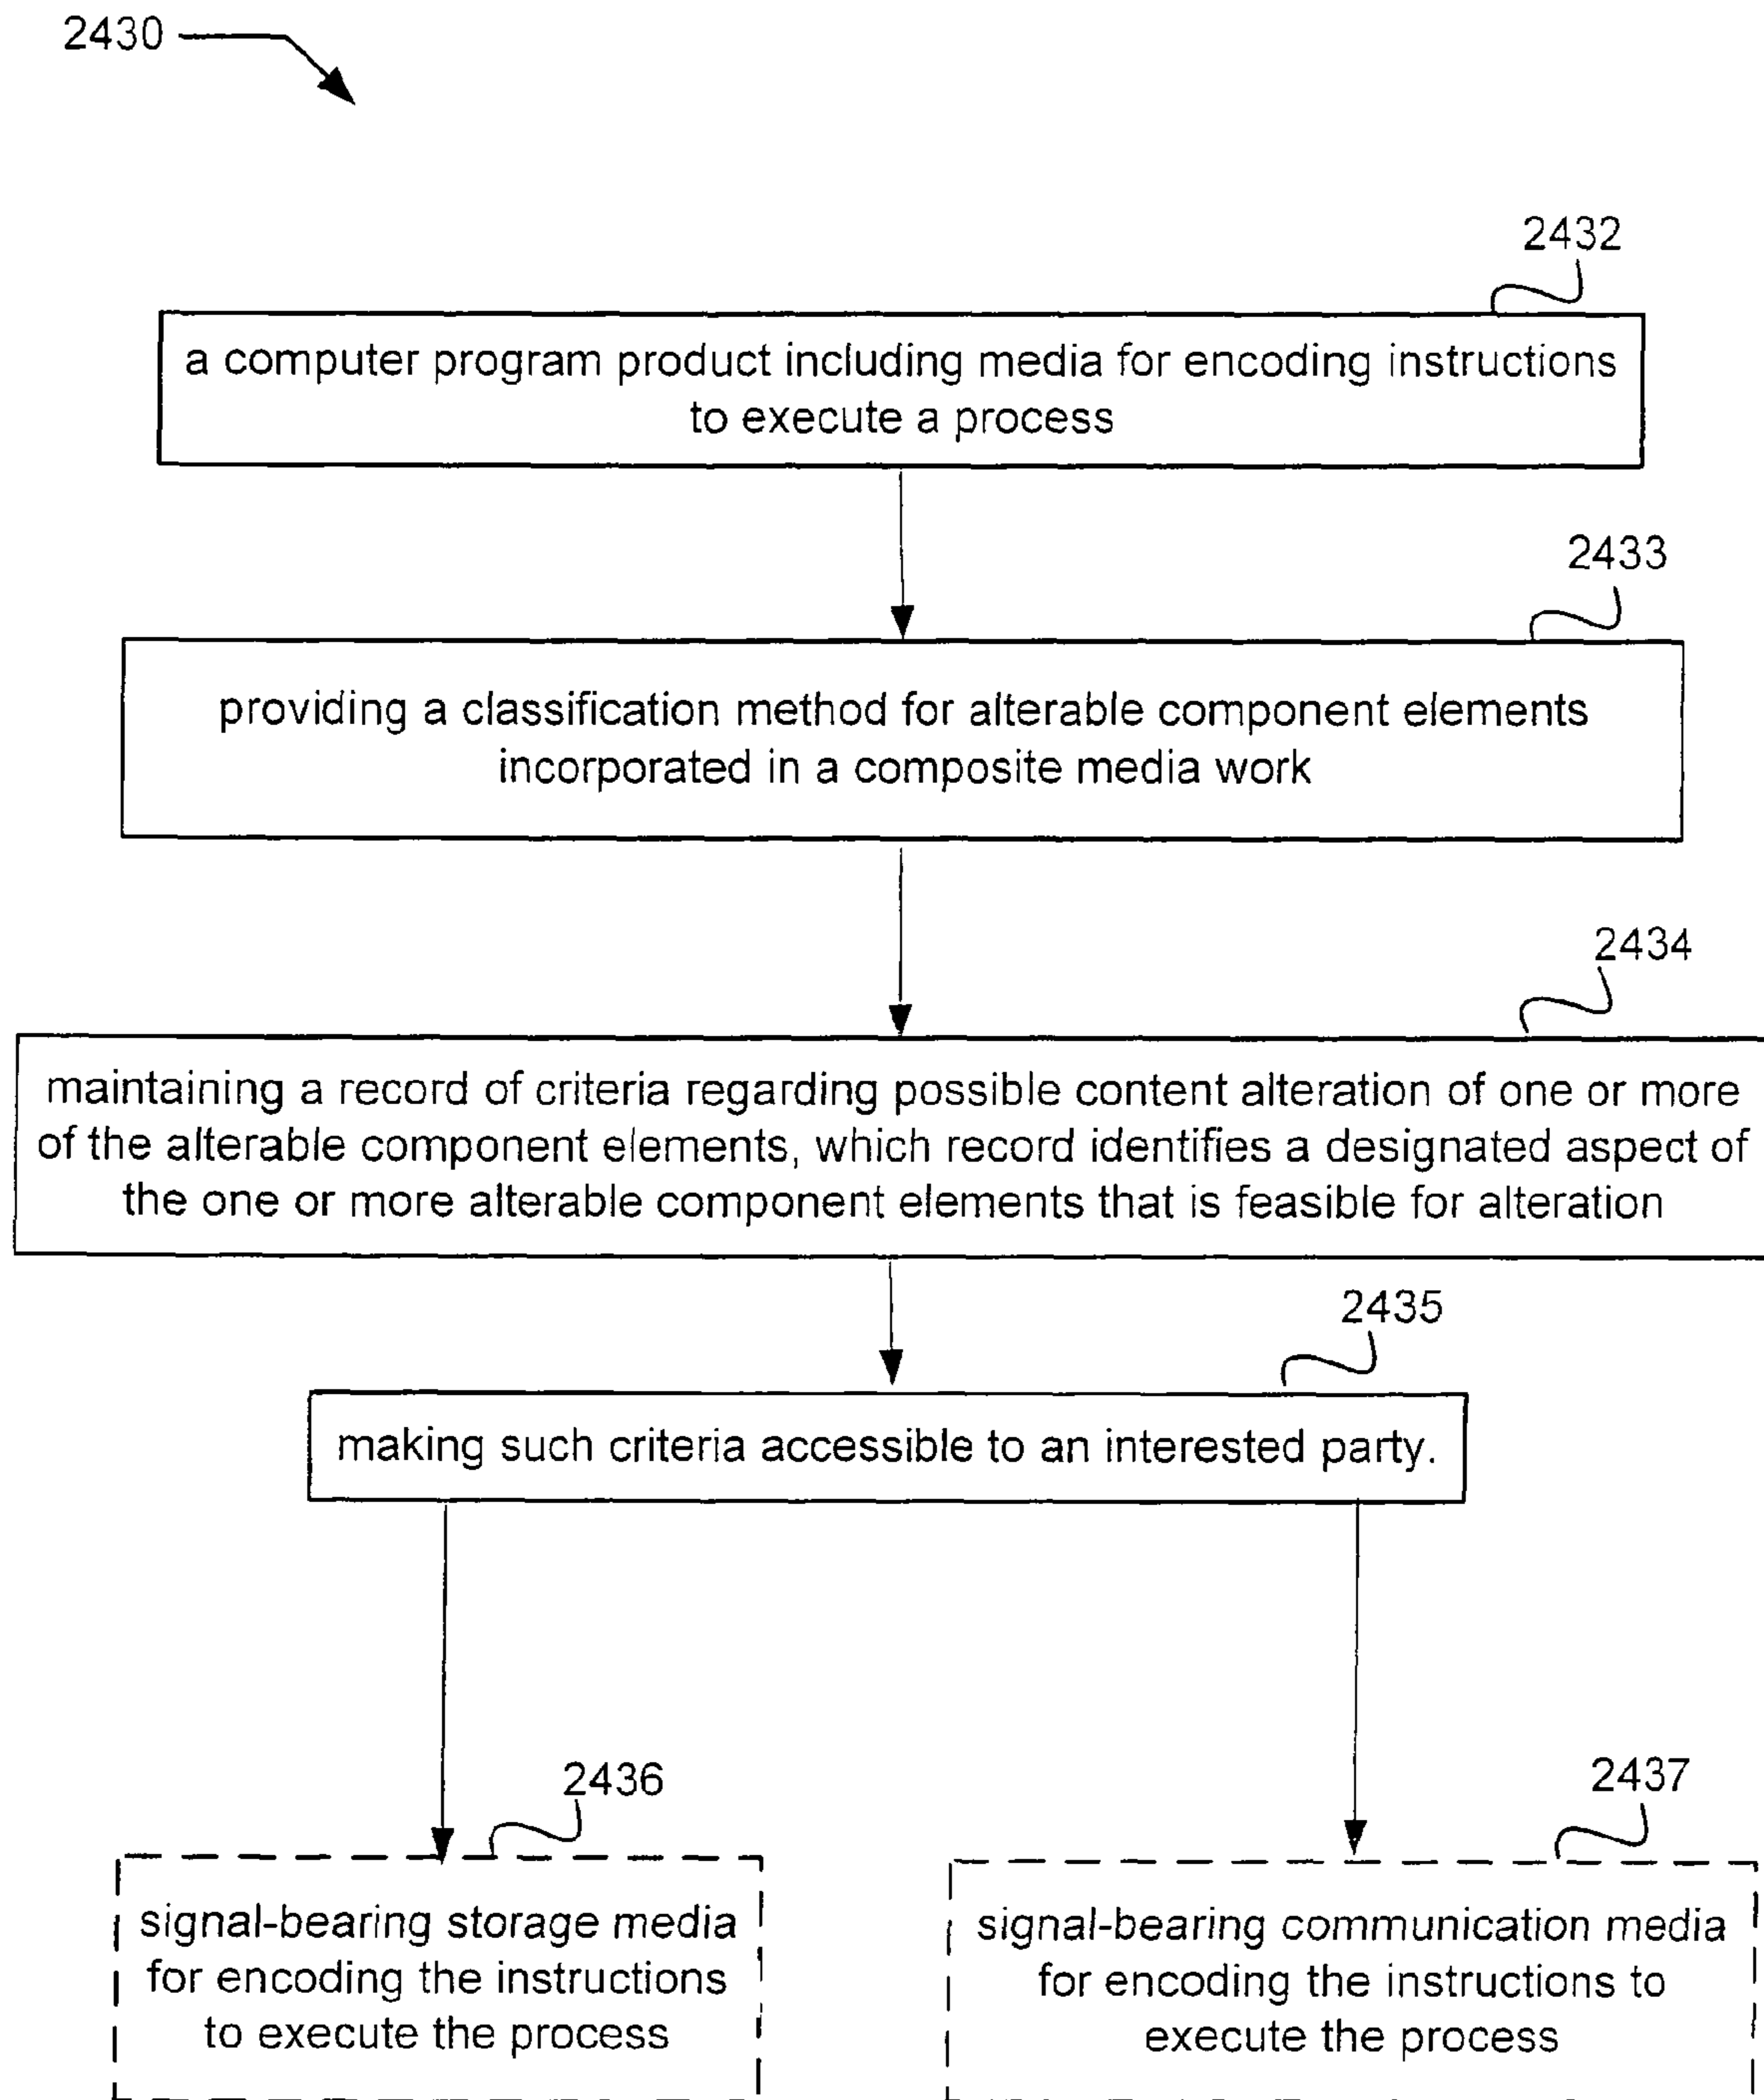 2430
2432
a computer program product including media for encoding instructions
to execute a process
2433
providing a classification method for alterable component elements
incorporated in a composite media work
2434
maintaining a record of criteria regarding possible content alteration of one or more
of the alterable component elements, which record identifies a designated aspect of
the one or more alterable component elements that is feasible for alteration
2435
making such criteria accessible to an interested party.
2436
signal-bearing storage media
for encoding the instructions
to execute the process
2437
signal-bearing communication media
for encoding the instructions to
execute the process